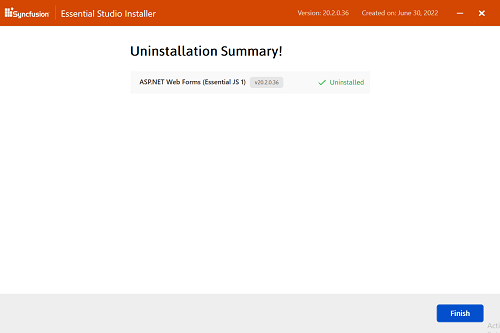 Syncfusion Essential Studio Installer Version: 20.2.0.36 Created on: June 30, 2022
Uninstallation Summary!
ASP.NET Web Forms (Essential JS 1) v20.2.0.36 Uninstalled
Finish
Acti